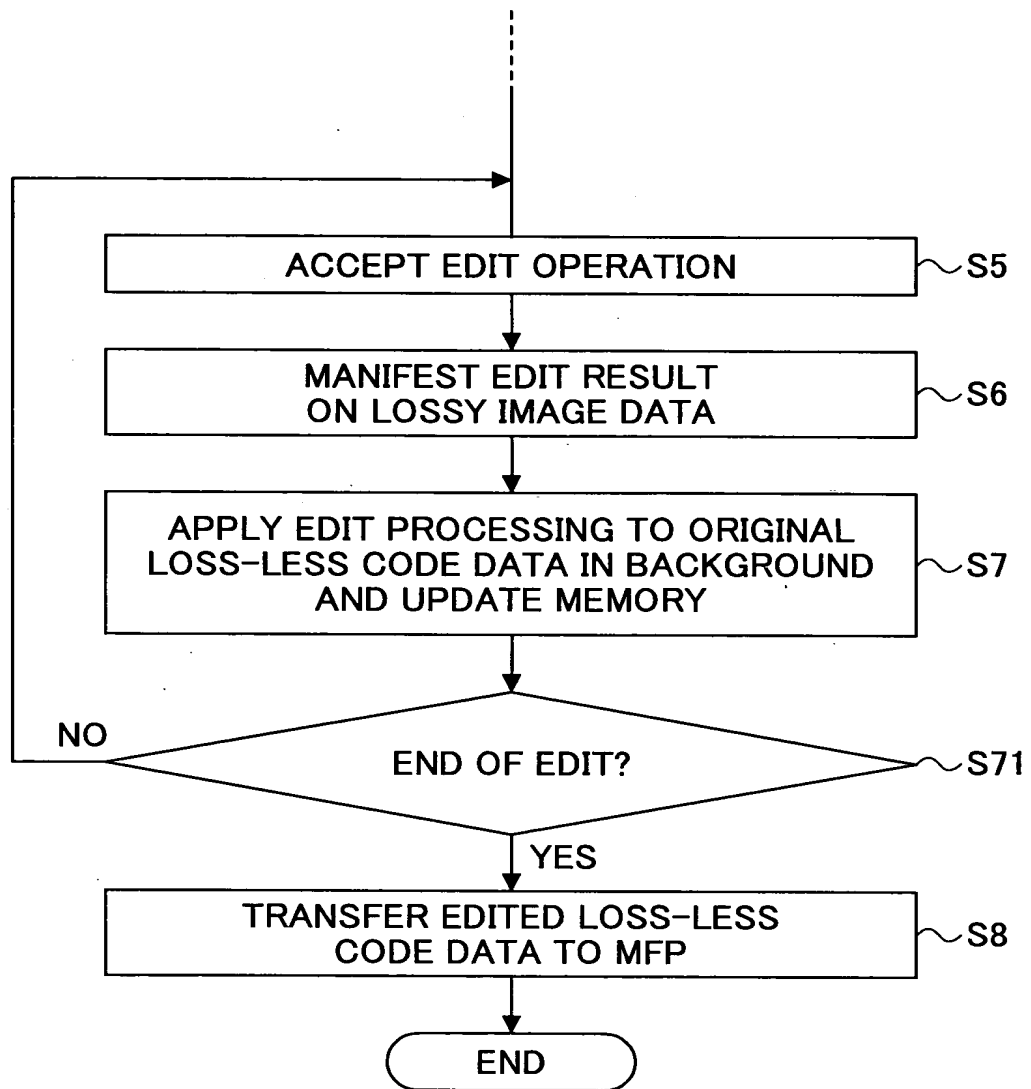 ACCEPT EDIT OPERATION
S5
MANIFEST EDIT RESULT
ON LOSSY IMAGE DATA
S6
APPLY EDIT PROCESSING TO ORIGINAL
LOSS-LESS CODE DATA IN BACKGROUND
AND UPDATE MEMORY
S7
NO
END OF EDIT?
S71
YES
TRANSFER EDITED LOSS-LESS
CODE DATA TO MFP
S8
END